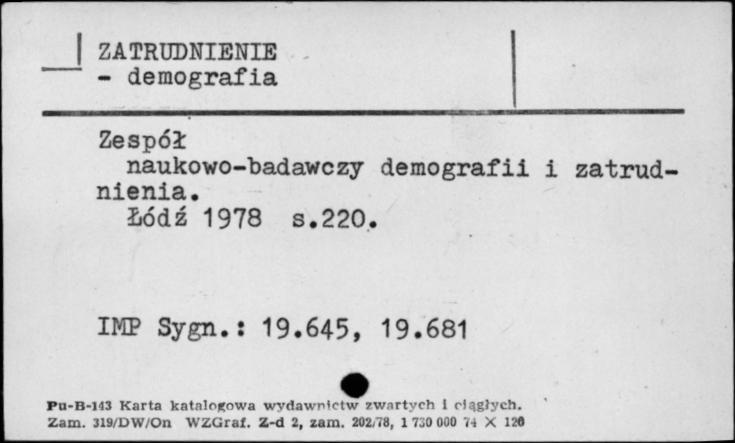 ZATRUDNIENIE
- demografia
Zespół
naukowo-badawczy demografii i zatrud-
nienia.
Łódź 1978 s.220.
IMP Sygn.: 19.645, 19.681
Pu-B-143 Karta katalogowa wydawnictw zwartych i ciągłych.
Zam. 319/DW/On WZGraf. Z-d 2, zam. 202/78, 1 730 000 74 X 120